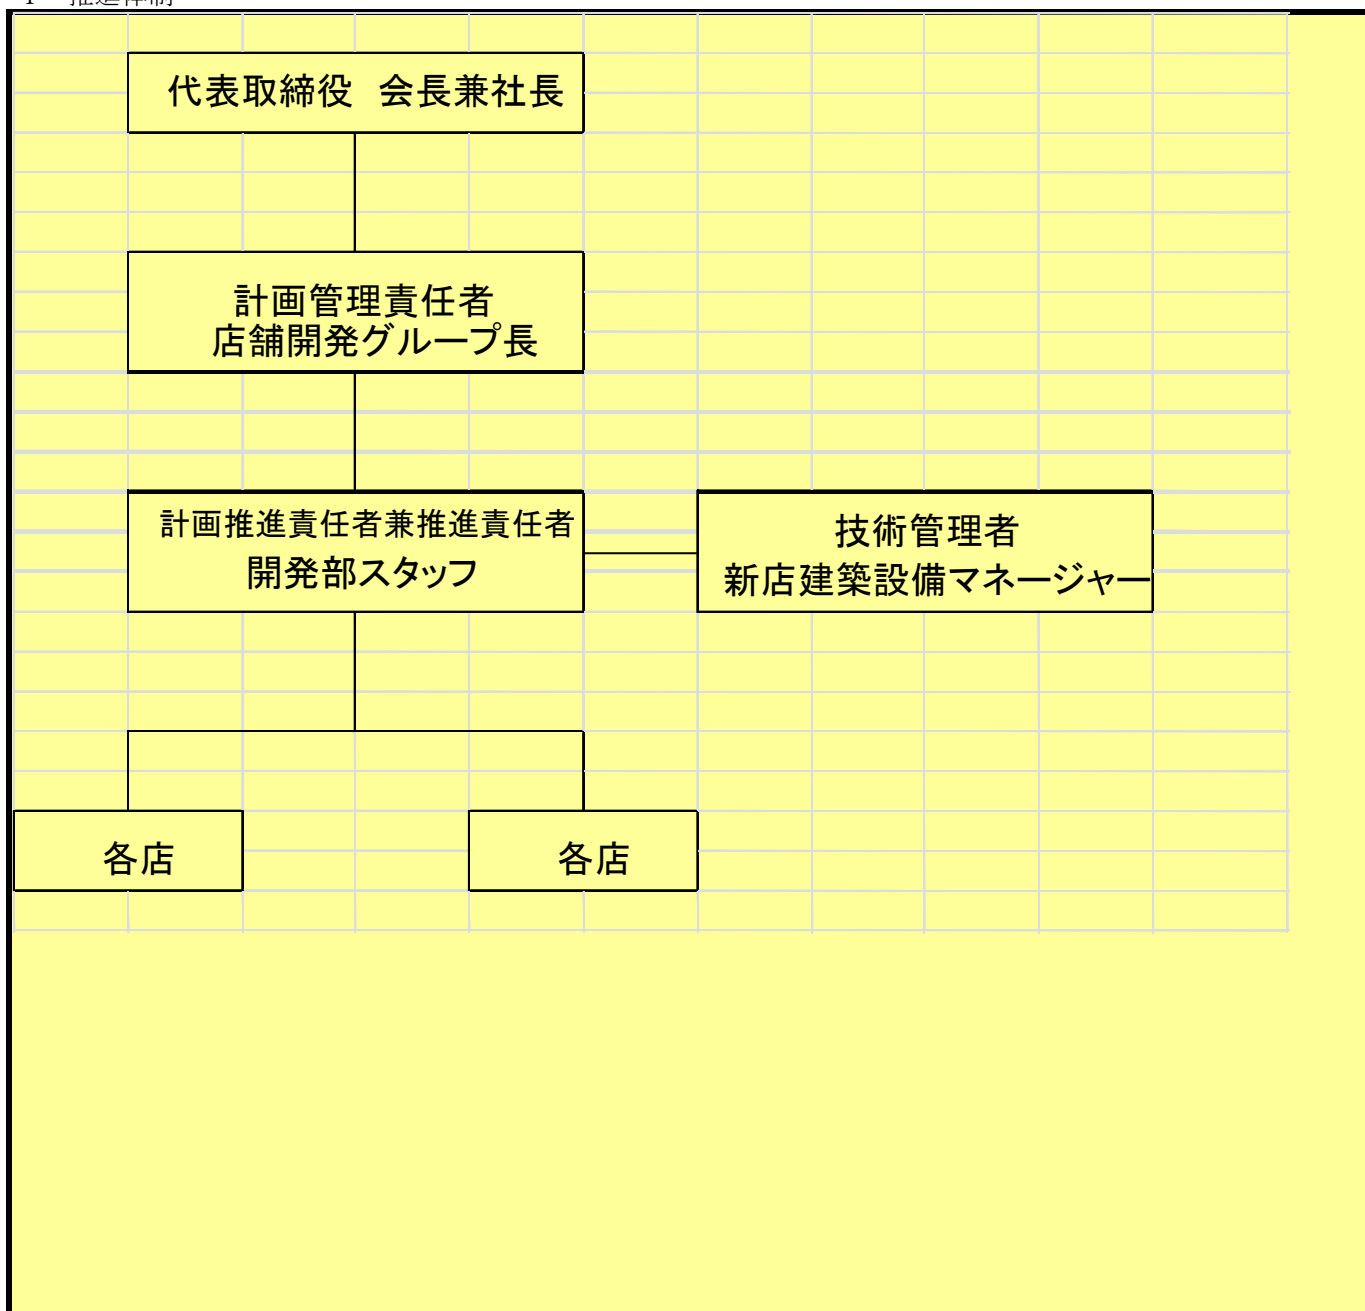 代表取締役 会長兼社長
計画管理責任者
店舗開発グループ長
計画推進責任者兼推進責任者
開発部スタッフ
技術管理者
新店建築設備マネージャー
各店
各店